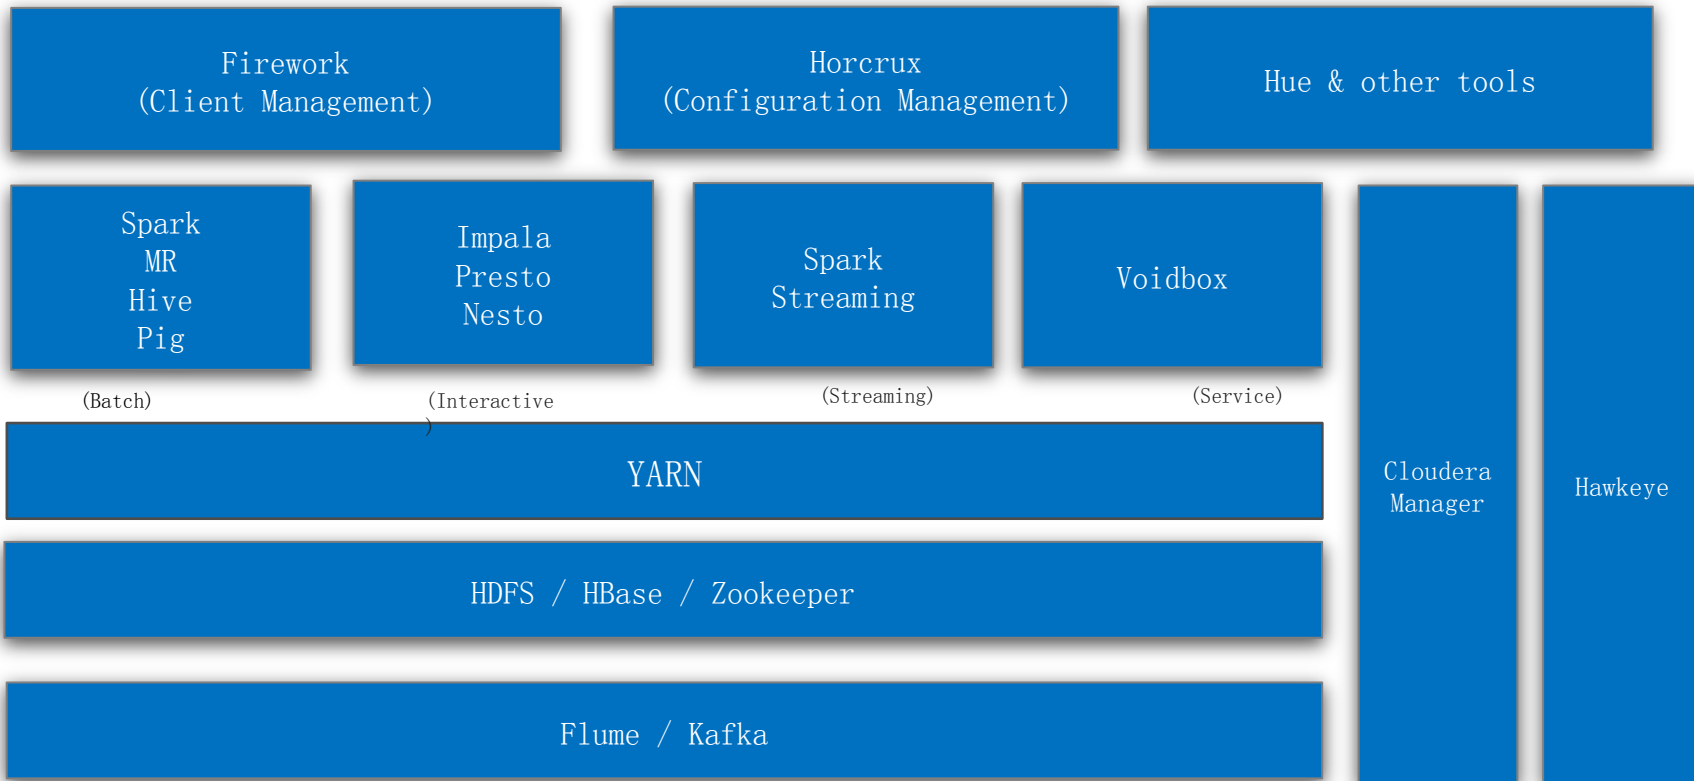 Firework
(Client Management)
Horcrux
(Configuration Management)
Hue & other tools
Spark
MR
Hive
Pig
(Batch)
Impala
Presto
Nesto
(Interactive
)
Spark
Streaming
(Streaming)
Voidbox
(Service)
YARN
HDFS / HBase / Zookeeper
Flume / Kafka
Cloudera
Manager
Hawkeye